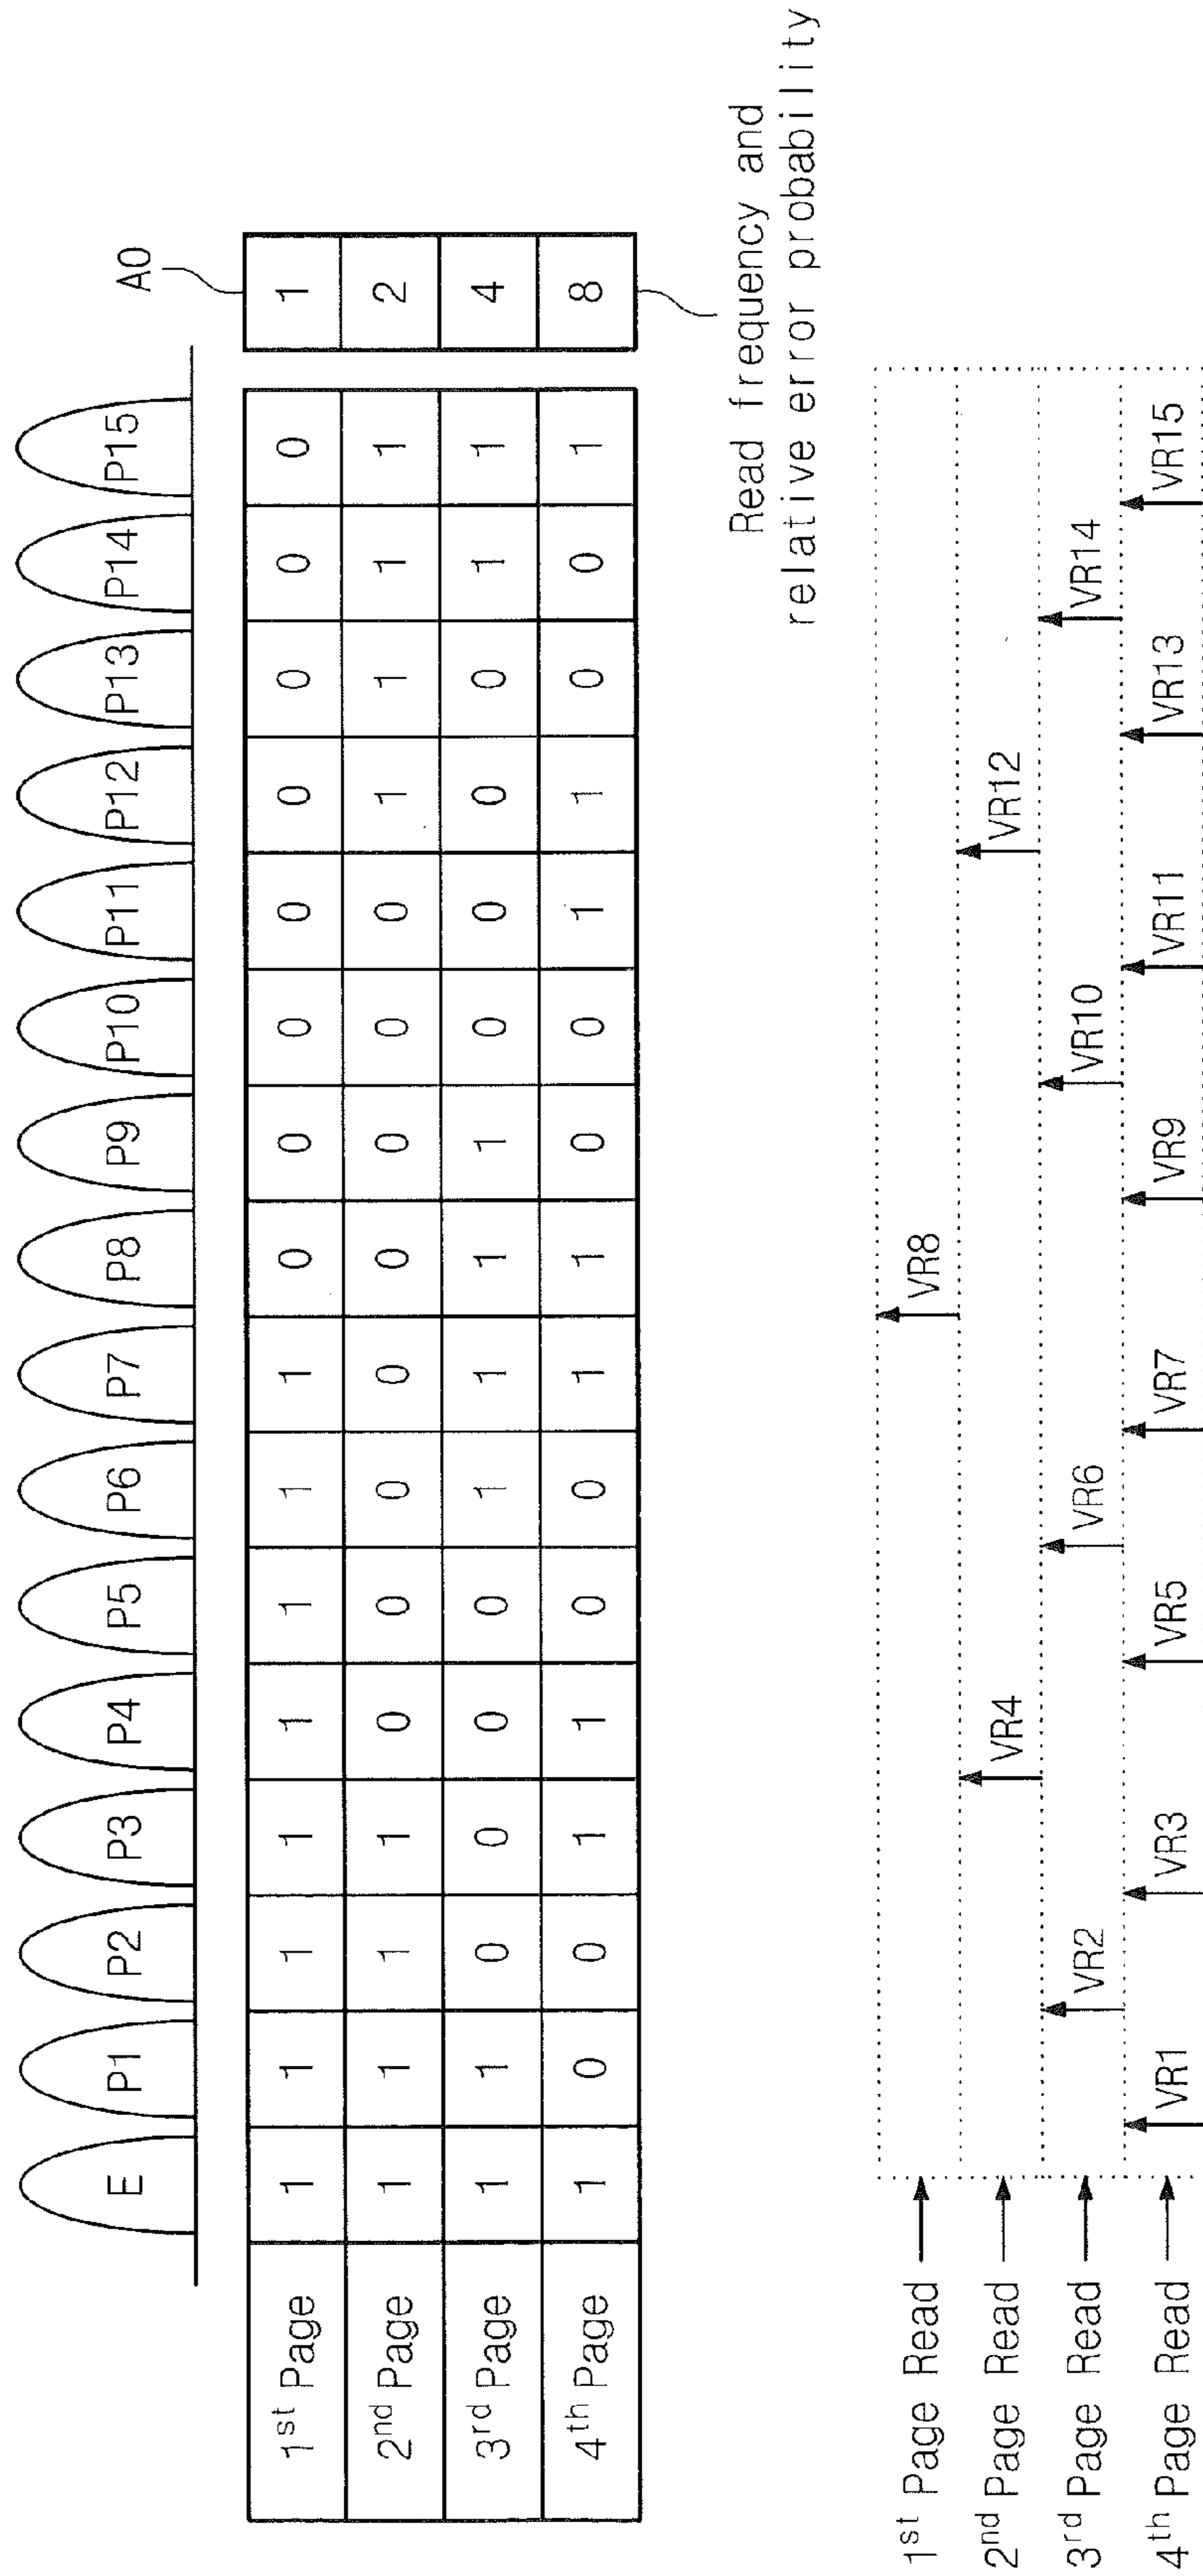 E P1 P2 P3 P4 P5 P6 P7 P8 P9 P10 P11 P12 P13 P14 P15
A0
1st Page 1 1 1 1 1 1 1 1 0 0 0 0 0 0 0 0 1
2nd Page 1 1 1 1 0 0 0 0 0 0 0 0 1 1 1 1 2
3rd Page 1 1 0 0 0 0 1 1 1 1 0 0 0 0 1 1 4
4th Page 1 0 0 1 1 0 0 1 1 0 0 1 1 0 0 1 8
Read frequency and
relative error probability
1st Page Read VR8
2nd Page Read VR4 VR12
3rd Page Read VR2 VR6 VR10 VR14
4th Page Read VR1 VR3 VR5 VR7 VR9 VR11 VR13 VR15